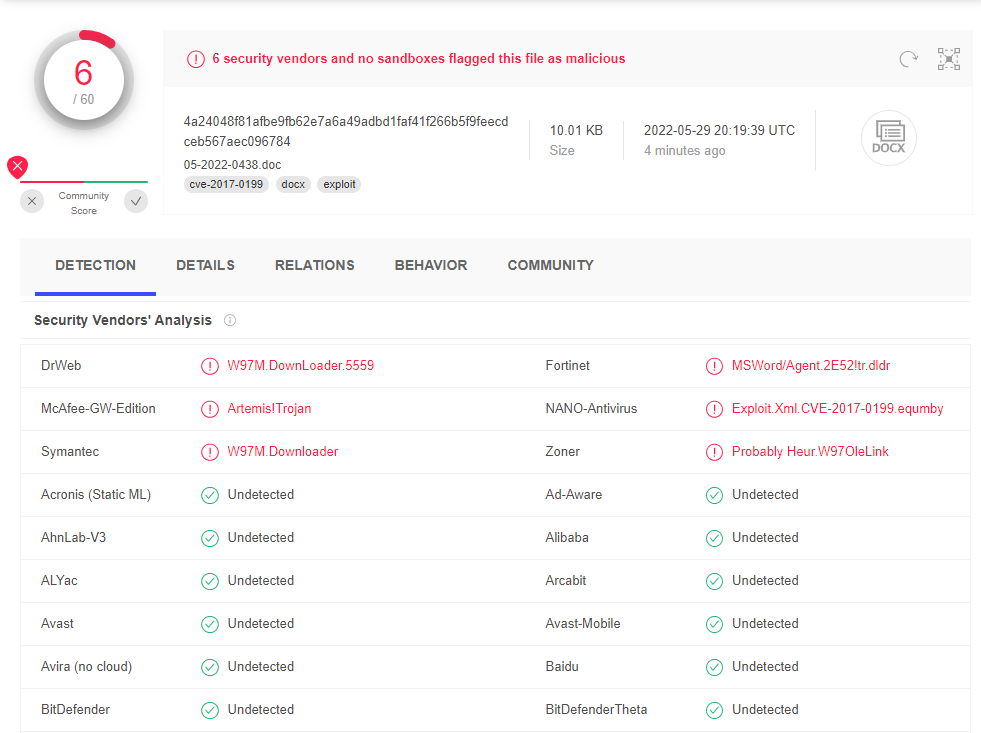 6
/ 60
Community
Score
6 security vendors and no sandboxes flagged this file as malicious
4a24048f81afbe9fb62e7a6a49adbd1faf41f266b5f9feecd
ceb567aec096784
05-2022-0438.doc
cve-2017-0199 docx exploit
10.01 KB
Size
2022-05-29 20:19:39 UTC
4 minutes ago
DOCX
DETECTION DETAILS RELATIONS BEHAVIOR COMMUNITY
Security Vendors' Analysis
DrWeb W97M.DownLoader.5559 Fortinet MSWord/Agent.2E52!tr.dldr
McAfee-GW-Edition Artemis!Trojan NANO-Antivirus Exploit.Xml.CVE-2017-0199.equmby
Symantec W97M.Downloader Zoner Probably Heur.W97OleLink
Acronis (Static ML) Undetected Ad-Aware Undetected
AhnLab-V3 Undetected Alibaba Undetected
ALYac Undetected Arcabit Undetected
Avast Undetected Avast-Mobile Undetected
Avira (no cloud) Undetected Baidu Undetected
BitDefender Undetected BitDefenderTheta Undetected